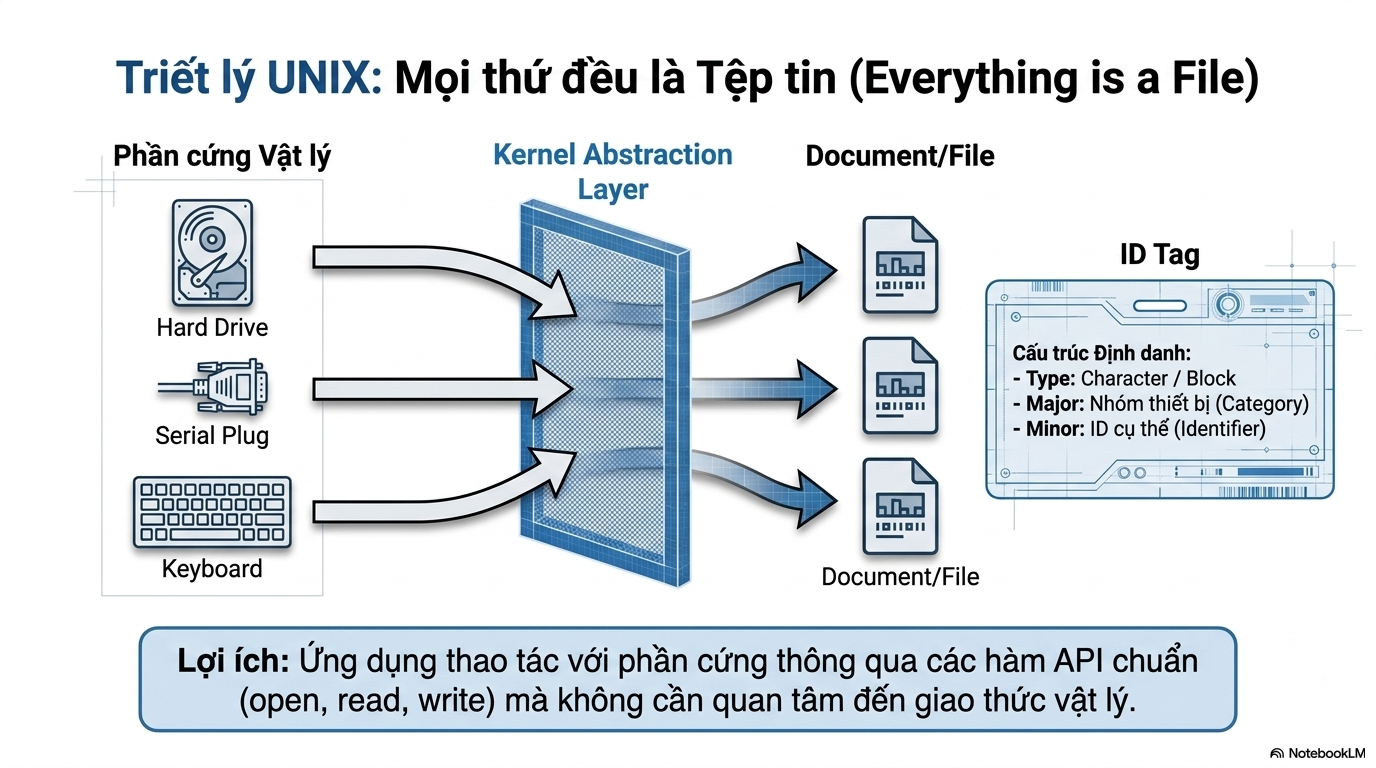 Triết lý UNIX: Mọi thứ đều là Tệp tin (Everything is a File)
Phần cứng Vật lý
Hard Drive
Serial Plug
Keyboard
Kernel Abstraction
Layer
Document/File
Document/File
ID Tag
Cấu trúc Định danh:
- Type: Character / Block
- Major: Nhóm thiết bị (Category)
- Minor: ID cụ thể (Identifier)
Lợi ích: Ứng dụng thao tác với phần cứng thông qua các hàm API chuẩn
(open, read, write) mà không cần quan tâm đến giao thức vật lý.
NotebookLM